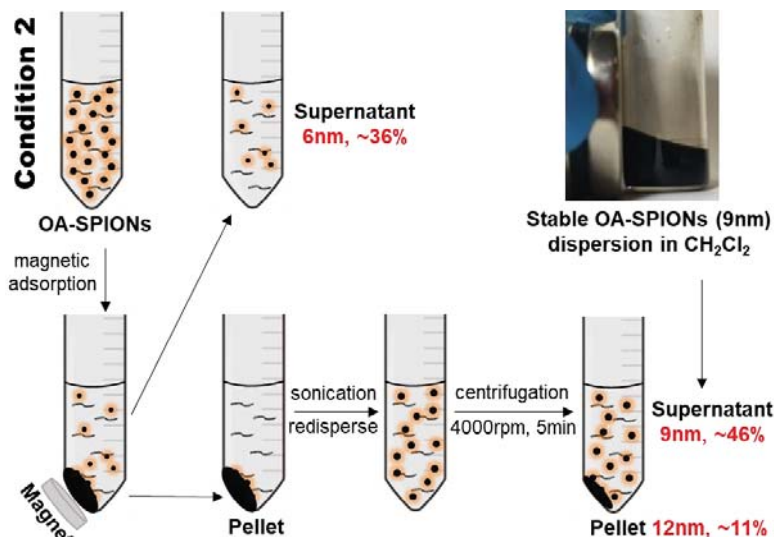 Condition 2
OA-SPIONs
magnetic
adsorption
Supernatant
6nm, ~36%
Stable OA-SPIONs (9nm)
dispersion in CH₂Cl₂
Pellet
sonication
redisperse
centrifugation
4000rpm, 5min
Supernatant
9nm, ~46%
Pellet 12nm, ~11%